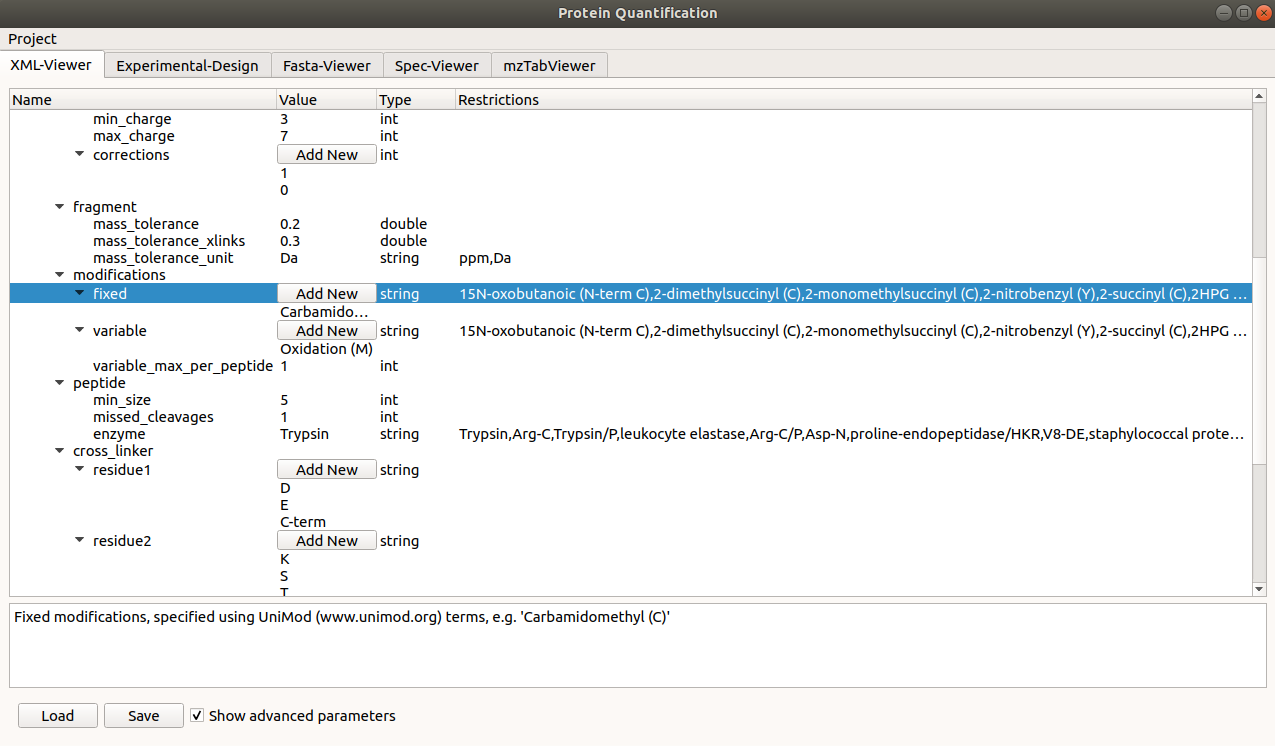 Protein Quantification
Project
XML-Viewer Experimental-Design Fasta-Viewer Spec-Viewer mzTabViewer
Name Value Type Restrictions
min_charge 3 int
max_charge 7 int
corrections Add New int
1
0
fragment
mass_tolerance 0.2 double
mass_tolerance_xlinks 0.3 double
mass_tolerance_unit Da string ppm,Da
modifications
fixed Add New string 15N-oxobutanoic (N-term C),2-dimethylsuccinyl (C),2-monomethylsuccinyl (C),2-nitrobenzyl (Y),2-succinyl (C),2HPG ...
Carbamido...
variable Add New string 15N-oxobutanoic (N-term C),2-dimethylsuccinyl (C),2-monomethylsuccinyl (C),2-nitrobenzyl (Y),2-succinyl (C),2HPG ...
Oxidation (M)
variable_max_per_peptide 1 int
peptide
min_size 5 int
missed_cleavages 1 int
enzyme Trypsin string Trypsin,Arg-C,Trypsin/P,leukocyte elastase,Arg-C/P,Asp-N,proline-endopeptidase/HKR,V8-DE,staphylococcal prote...
cross_linker
residue1 Add New string
D
E
C-term
residue2 Add New string
K
S
T
Fixed modifications, specified using UniMod (www.unimod.org) terms, e.g. 'Carbamidomethyl (C)'
Load Save Show advanced parameters